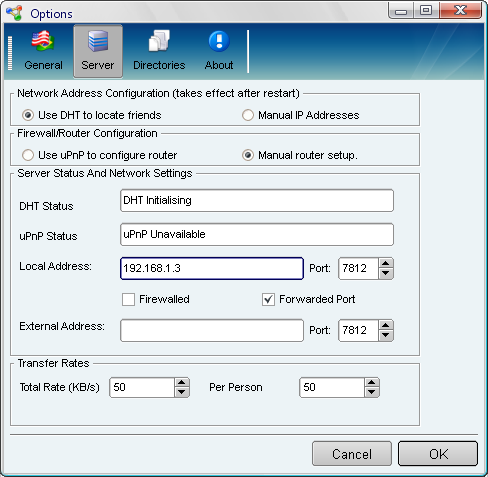 Options
General Server Directories About
Network Address Configuration (takes effect after restart)
Use DHT to locate friends Manual IP Addresses
Firewall/Router Configuration
Use uPnP to configure router Manual router setup.
Server Status And Network Settings
DHT Status DHT Initialising
uPnP Status uPnP Unavailable
Local Address: 192.168.1.3 Port: 7812
Firewalled Forwarded Port
External Address: Port: 7812
Transfer Rates
Total Rate (KB/s) 50 Per Person 50
Cancel OK